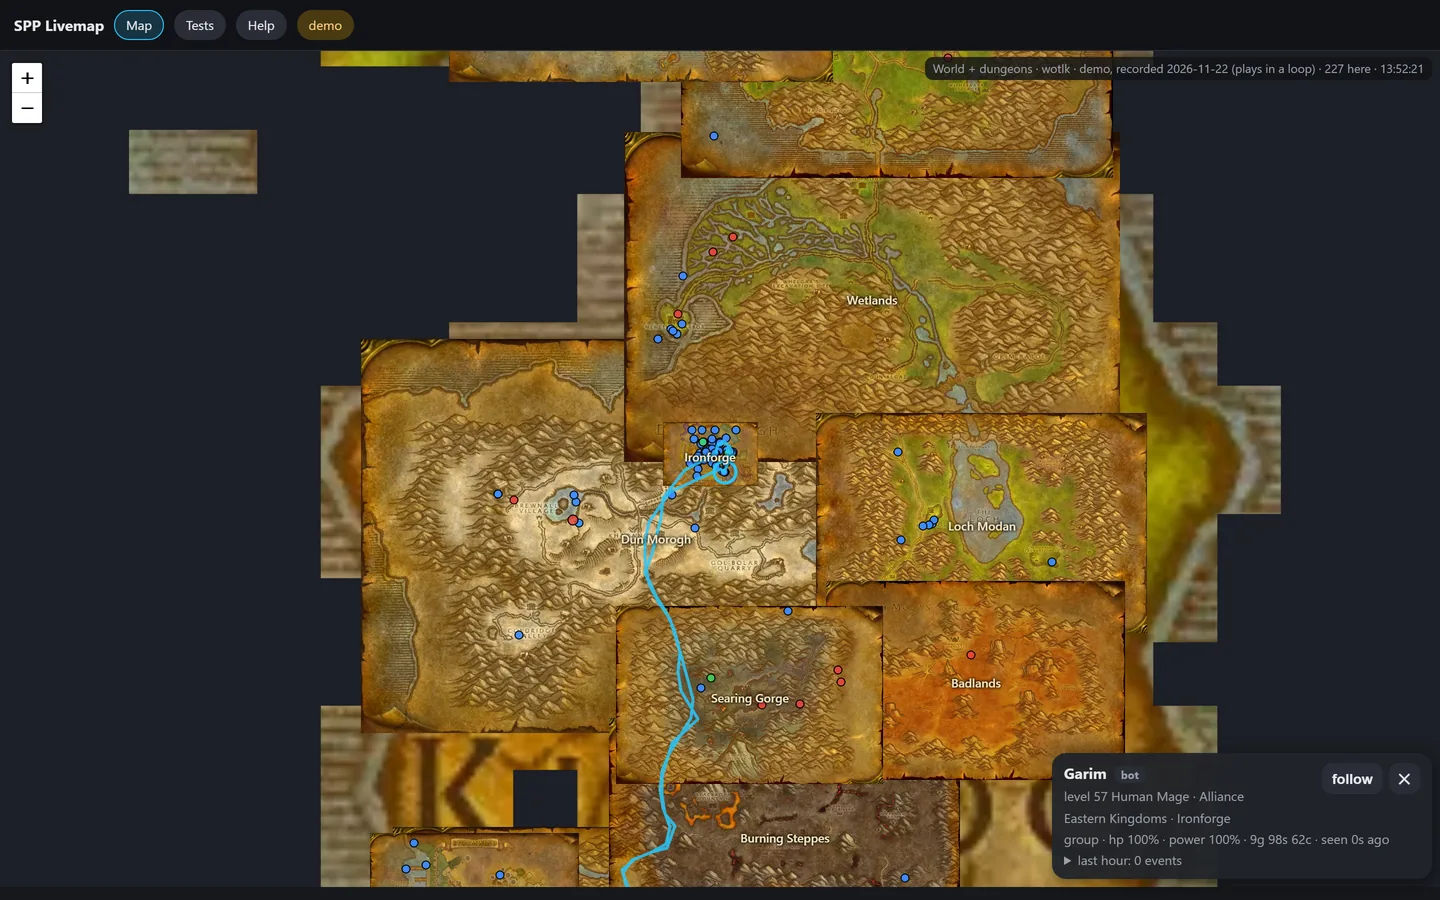 SPP Livemap Map Tests Help demo
+
−
World + dungeons · wotlk · demo, recorded 2026-11-22 (plays in a loop) · 227 here · 13:52:21
Wetlands
Ironforge
Loch Modan
Dun Morogh
GOL'BOLAR
QUARRY
Badlands
Searing Gorge
Burning Steppes
Garim bot follow ✕
level 57 Human Mage · Alliance
Eastern Kingdoms · Ironforge
group · hp 100% · power 100% · 9g 98s 62c · seen 0s ago
▶ last hour: 0 events